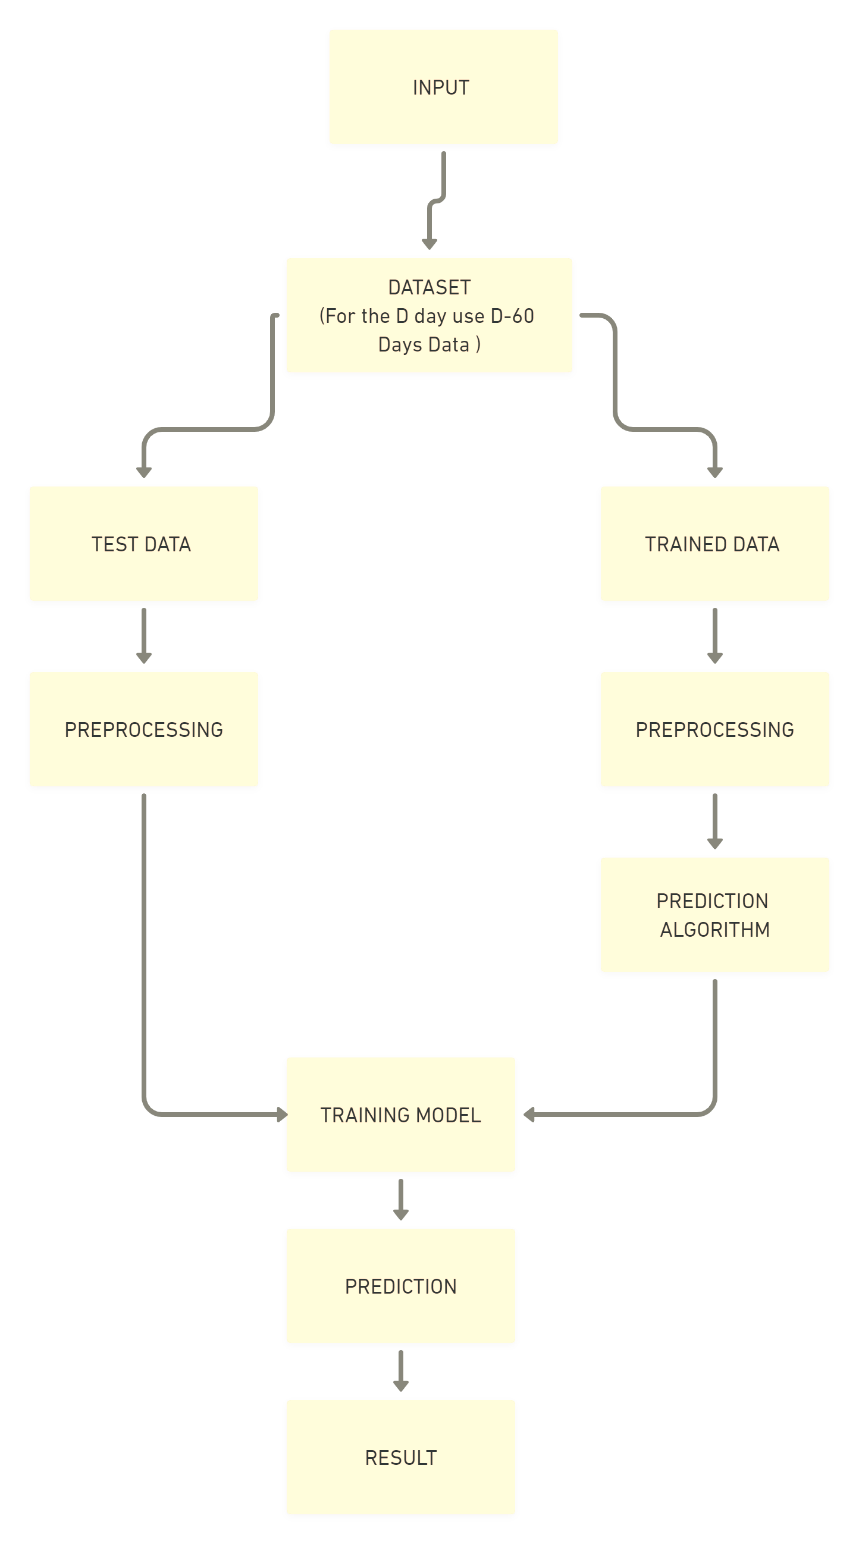 INPUT
DATASET
(For the D day use D-60
Days Data )
TEST DATA
TRAINED DATA
PREPROCESSING
PREPROCESSING
PREDICTION
ALGORITHM
TRAINING MODEL
PREDICTION
RESULT